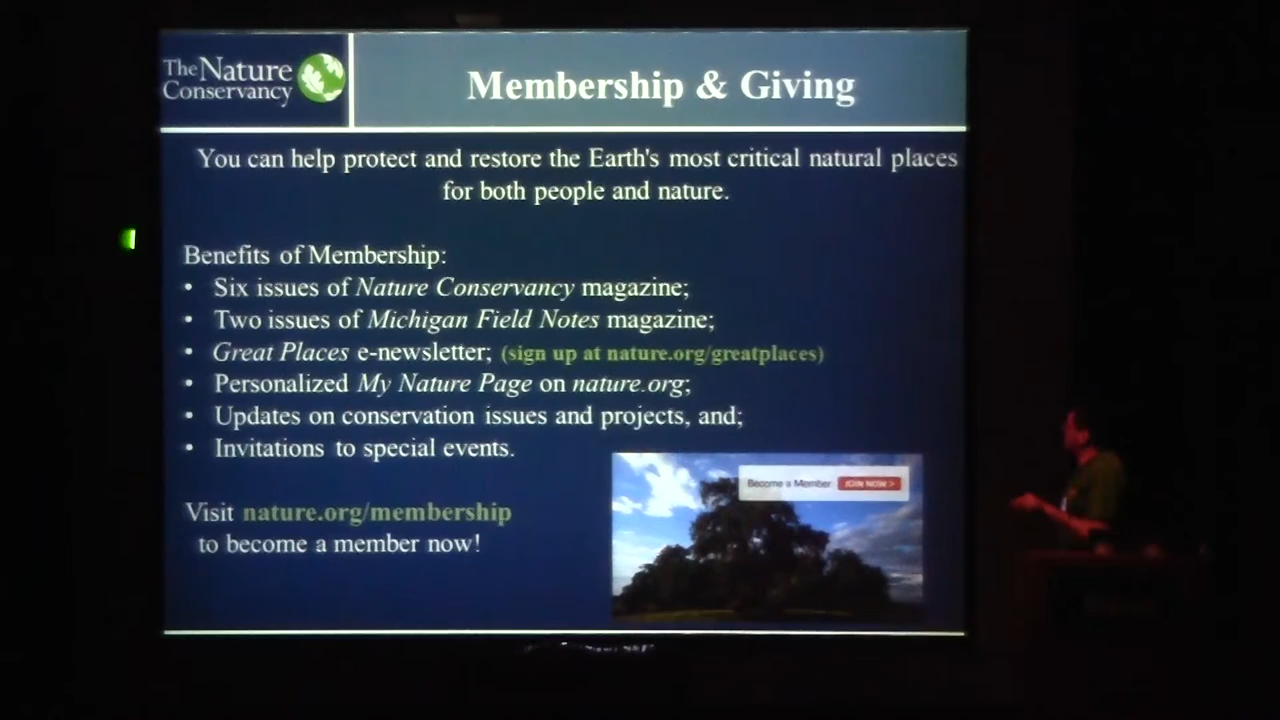 The Nature
Conservancy
Membership & Giving
You can help protect and restore the Earth's most critical natural places
for both people and nature.
Benefits of Membership:
• Six issues of Nature Conservancy magazine;
• Two issues of Michigan Field Notes magazine;
• Great Places e-newsletter; (sign up at nature.org/greatplaces)
• Personalized My Nature Page on nature.org;
• Updates on conservation issues and projects, and;
• Invitations to special events.
Become a Member JOIN NOW >
Visit nature.org/membership
to become a member now!